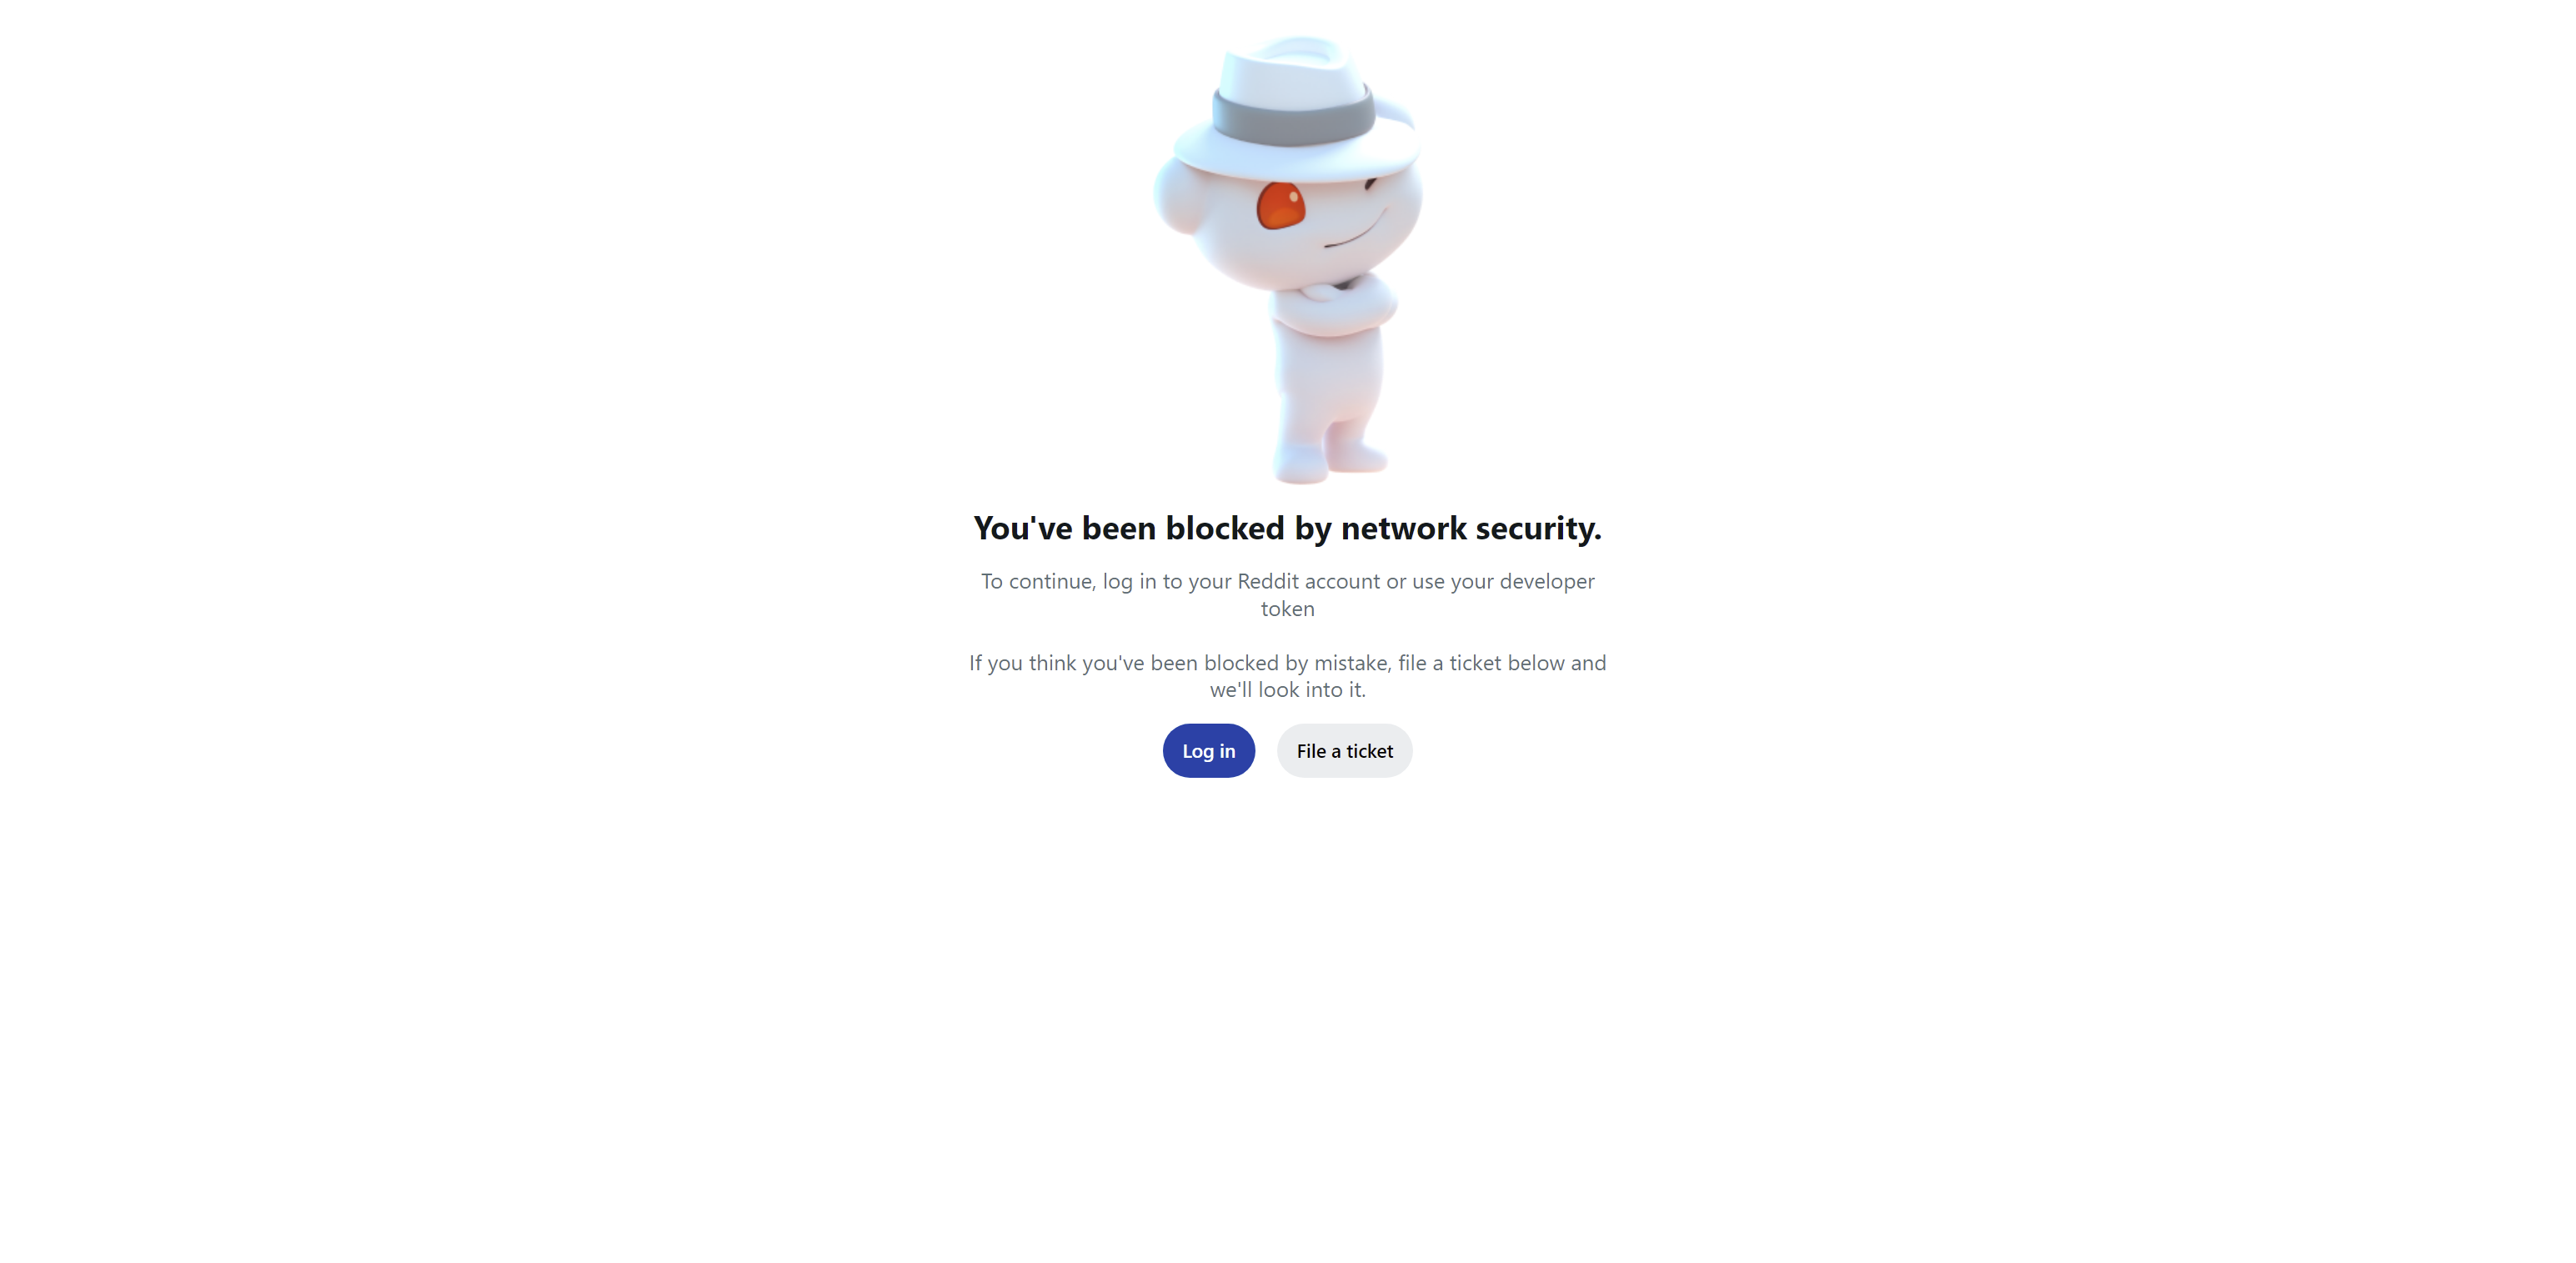 You've been blocked by network security.
To continue, log in to your Reddit account or use your developer
token
If you think you've been blocked by mistake, file a ticket below and
we'll look into it.
Log in
File a ticket